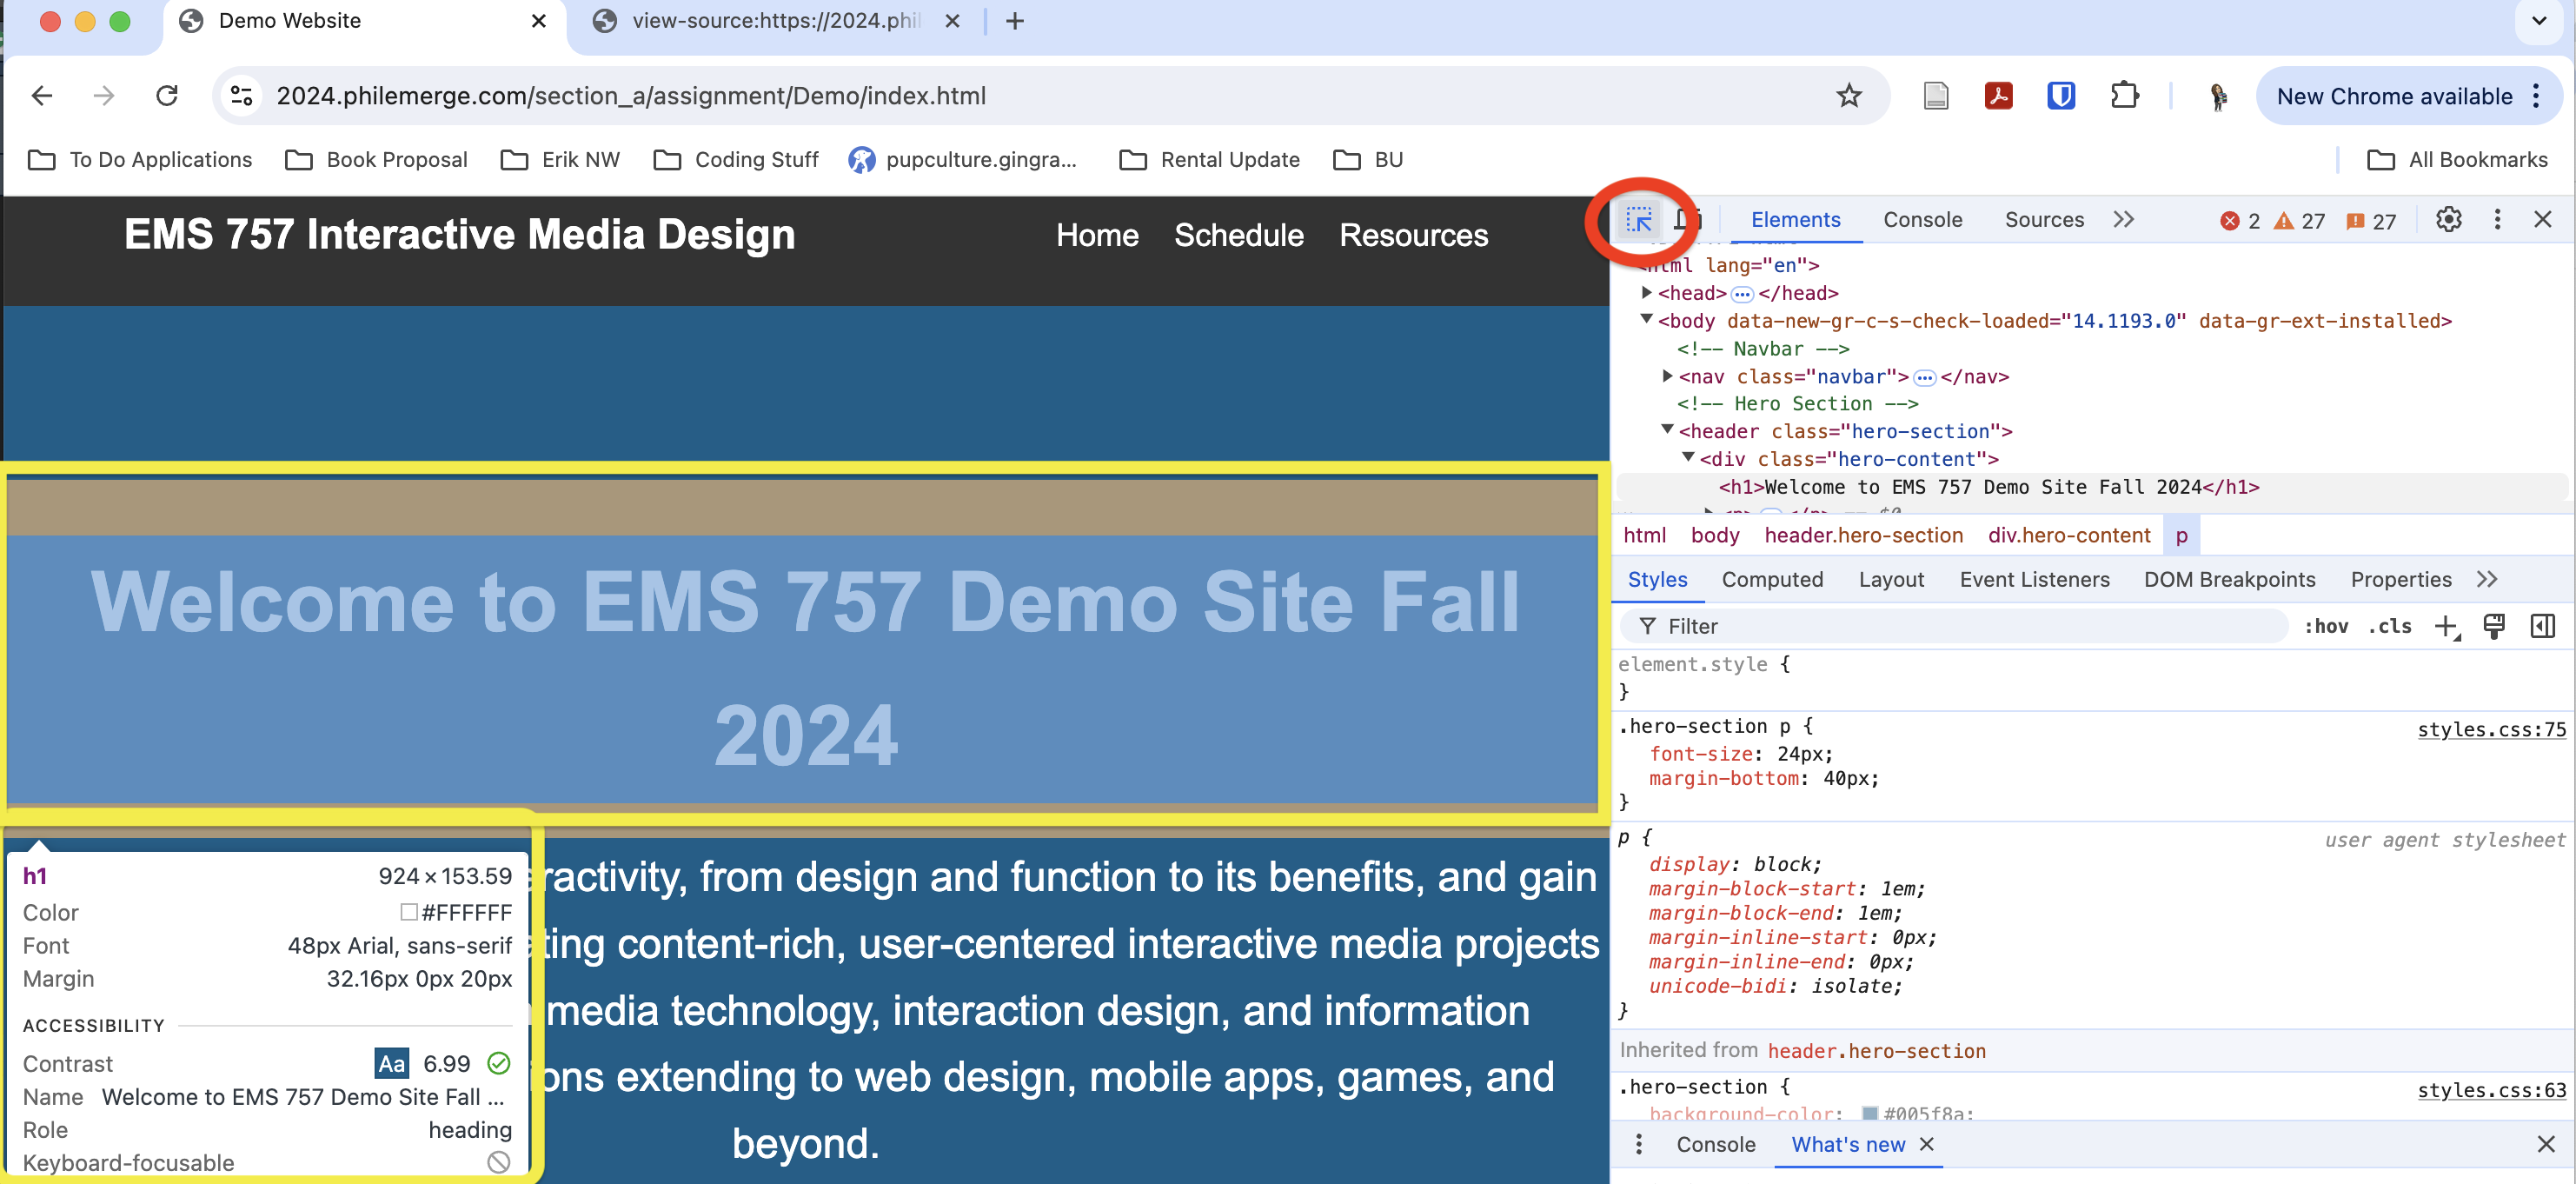 Demo Website
view-source:https://2024.phil
2024.philemerge.com/section_a/assignment/Demo/index.html
New Chrome available
To Do Applications
Book Proposal
Erik NW
Coding Stuff
pupculture.gingra...
Rental Update
BU
All Bookmarks
EMS 757 Interactive Media Design
Home Schedule Resources
Welcome to EMS 757 Demo Site Fall
2024
ractivity, from design and function to its benefits, and gain
ting content-rich, user-centered interactive media projects
media technology, interaction design, and information
ons extending to web design, mobile apps, games, and
beyond.
h1 924 × 153.59
Color #FFFFFF
Font 48px Arial, sans-serif
Margin 32.16px 0px 20px
ACCESSIBILITY
Contrast Aa 6.99
Name Welcome to EMS 757 Demo Site Fall ...
Role heading
Keyboard-focusable
Elements Console Sources 2 27 27
<html lang="en">
<head> </head>
<body data-new-gr-c-s-check-loaded="14.1193.0" data-gr-ext-installed>
<!-- Navbar -->
<nav class="navbar"> </nav>
<!-- Hero Section -->
<header class="hero-section">
<div class="hero-content">
<h1>Welcome to EMS 757 Demo Site Fall 2024</h1>
html body header.hero-section div.hero-content p
Styles Computed Layout Event Listeners DOM Breakpoints Properties
Filter :hov .cls
element.style {
}
.hero-section p { styles.css:75
font-size: 24px;
margin-bottom: 40px;
}
p { user agent stylesheet
display: block;
margin-block-start: 1em;
margin-block-end: 1em;
margin-inline-start: 0px;
margin-inline-end: 0px;
unicode-bidi: isolate;
}
Inherited from header.hero-section
.hero-section { styles.css:63
background-color: #005f8a;
Console What's new